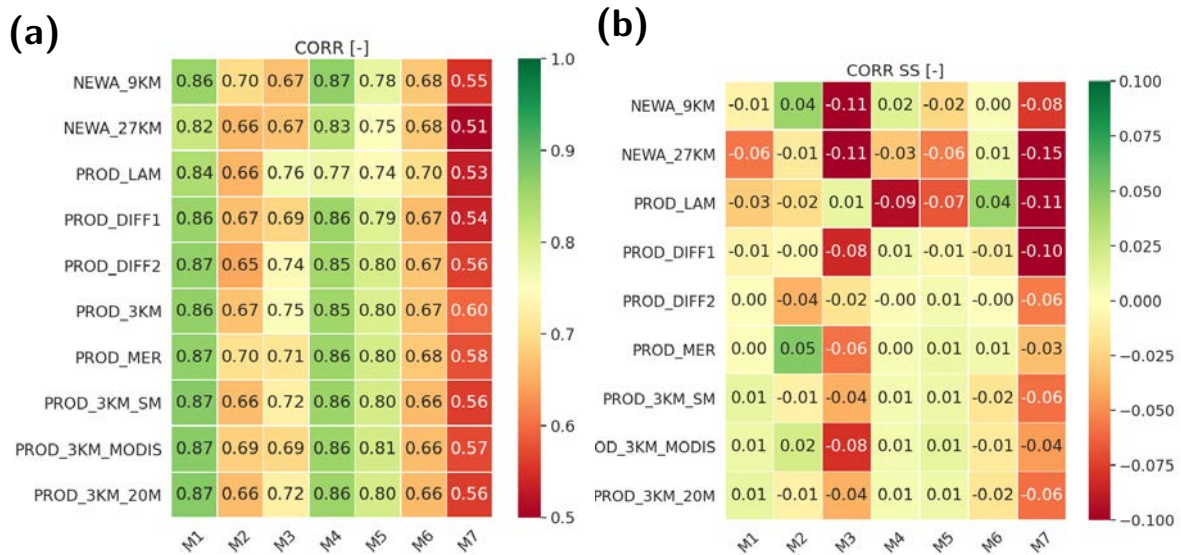 (a)
CORR [-]
NEWA_9KM 0.86 0.70 0.67 0.87 0.78 0.68 0.55
NEWA_27KM 0.82 0.66 0.67 0.83 0.75 0.68 0.51
PROD_LAM 0.84 0.66 0.76 0.77 0.74 0.70 0.53
PROD_DIFF1 0.86 0.67 0.69 0.86 0.79 0.67 0.54
PROD_DIFF2 0.87 0.65 0.74 0.85 0.80 0.67 0.56
PROD_3KM 0.86 0.67 0.75 0.85 0.80 0.67 0.60
PROD_MER 0.87 0.70 0.71 0.86 0.80 0.68 0.58
PROD_3KM_SM 0.87 0.66 0.72 0.86 0.80 0.66 0.56
PROD_3KM_MODIS 0.87 0.69 0.69 0.86 0.81 0.66 0.57
PROD_3KM_20M 0.87 0.66 0.72 0.86 0.80 0.66 0.56
M1 M2 M3 M4 M5 M6 M7
1.0
0.9
0.8
0.7
0.6
0.5
(b)
CORR SS [-]
NEWA_9KM -0.01 0.04 -0.11 0.02 -0.02 0.00 -0.08
NEWA_27KM -0.06 -0.01 -0.11 -0.03 -0.06 0.01 -0.15
PROD_LAM -0.03 -0.02 0.01 -0.09 -0.07 0.04 -0.11
PROD_DIFF1 -0.01 -0.00 -0.08 0.01 -0.01 -0.01 -0.10
PROD_DIFF2 0.00 -0.04 -0.02 -0.00 0.01 -0.00 -0.06
PROD_MER 0.00 0.05 -0.06 0.00 0.01 0.01 -0.03
PROD_3KM_SM 0.01 -0.01 -0.04 0.01 0.01 -0.02 -0.06
OD_3KM_MODIS 0.01 0.02 -0.08 0.01 0.01 -0.01 -0.04
PROD_3KM_20M 0.01 -0.01 -0.04 0.01 0.01 -0.02 -0.06
M1 M2 M3 M4 M5 M6 M7
0.100
0.075
0.050
0.025
0.000
−0.025
−0.050
−0.075
−0.100